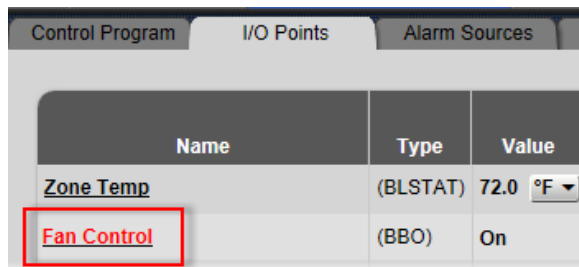 Control Program I/O Points Alarm Sources
Name Type Value
Zone Temp (BLSTAT) 72.0 °F
Fan Control (BBO) On